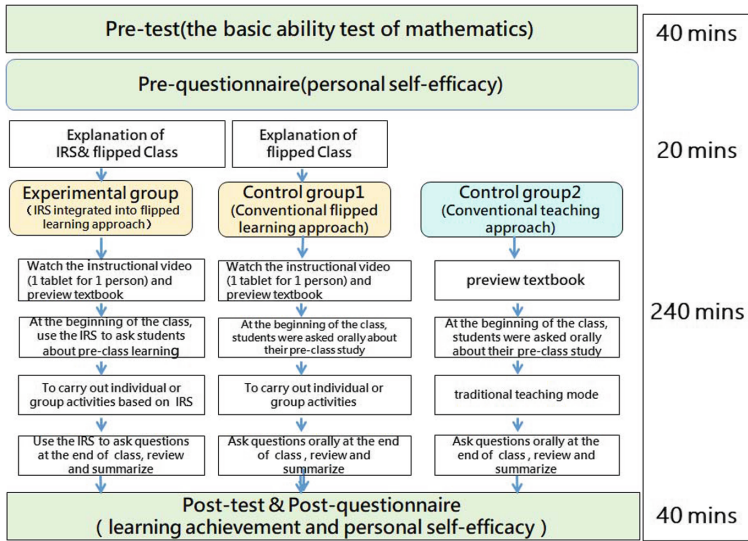 Pre-test(the basic ability test of mathematics)
40 mins
Pre-questionnaire(personal self-efficacy)
Explanation of
IRS& flipped Class
Explanation of
flipped Class
20 mins
Experimental group
(IRS integrated into flipped
learning approach)
Control group1
(Conventional flipped
learning approach)
Control group2
(Conventional teaching
approach)
Watch the instructional video
(1 tablet for 1 person) and
preview textbook
Watch the instructional video
(1 tablet for 1 person) and
preview textbook
preview textbook
240 mins
At the beginning of the class,
use the IRS to ask students
about pre-class learning
At the beginning of the class,
students were asked orally about
their pre-class study
At the beginning of the class,
students were asked orally
about their pre-class study
To carry out individual or
group activities based on IRS
To carry out individual or
group activities
traditional teaching mode
Use the IRS to ask questions
at the end of class, review
and summarize
Ask questions orally at the end
of class , review and
summarize
Ask questions orally at the
end of class , review and
summarize
Post-test & Post-questionnaire
( learning achievement and personal self-efficacy )
40 mins